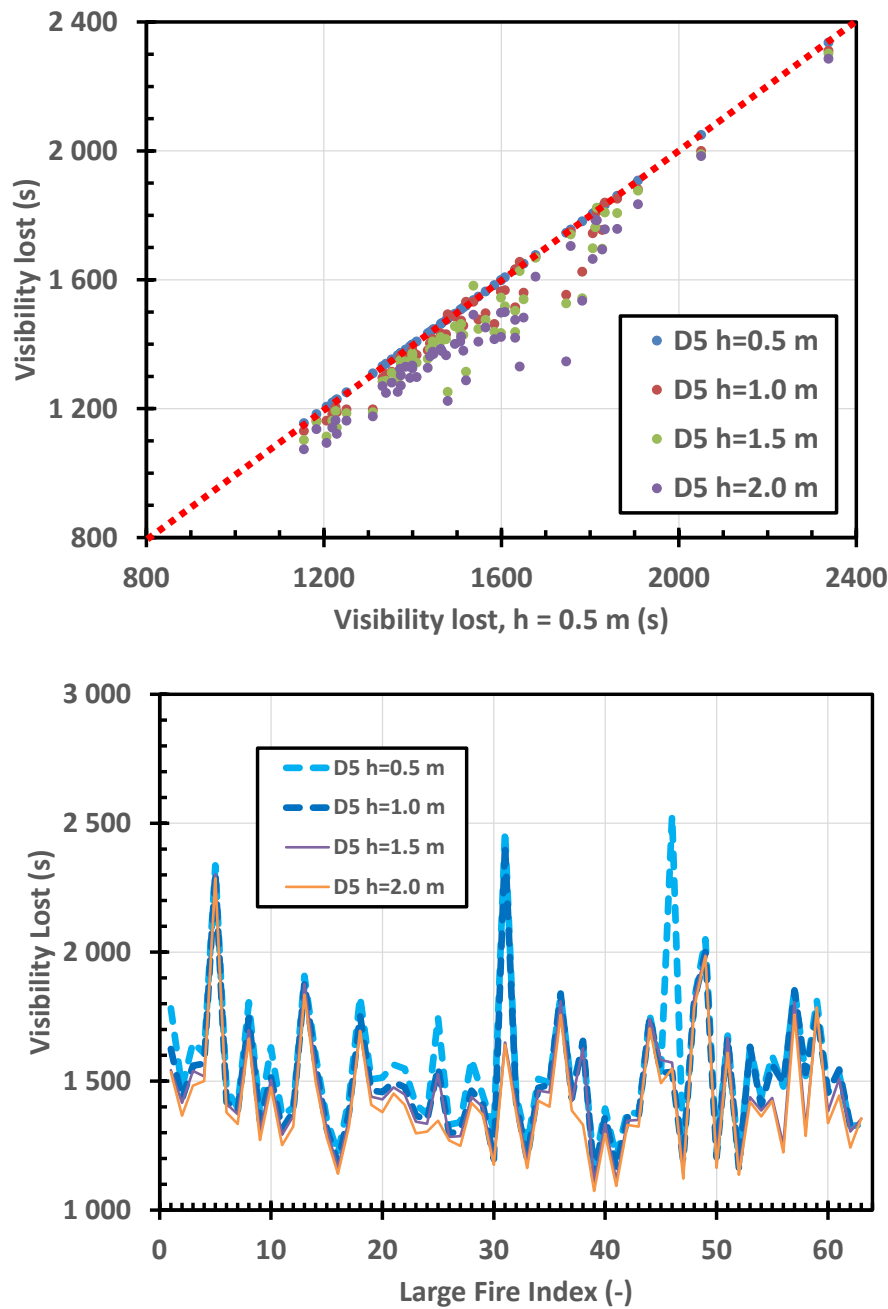 2 400
2 000
1 600
1 200
800
Visibility lost (s)
D5 h=0.5 m
D5 h=1.0 m
D5 h=1.5 m
D5 h=2.0 m
800 1200 1600 2000 2400
Visibility lost, h = 0.5 m (s)
3 000
2 500
2 000
1 500
1 000
Visibility Lost (s)
D5 h=0.5 m
D5 h=1.0 m
D5 h=1.5 m
D5 h=2.0 m
0 10 20 30 40 50 60
Large Fire Index (-)